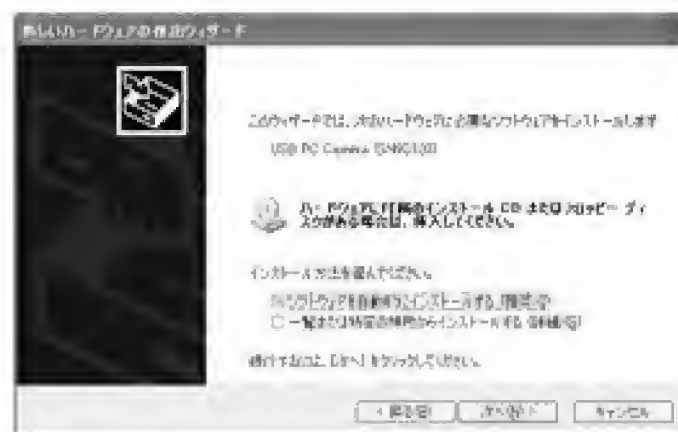 新しいハードウェアの検出ウィザード
このウィザードでは、次のハードウェアに必要なソフトウェアをインストールします:
USB PC Camera
ハードウェアに付属のインストール CD またはフロッピー ディ
スクがある場合は、挿入してください。
インストール方法を選んでください。
ソフトウェアを自動的にインストールする (推奨)(I)
一覧または特定の場所からインストールする (詳細)(S)
続行するには、[次へ] をクリックしてください。
< 戻る(B)
次へ(N) >
キャンセル